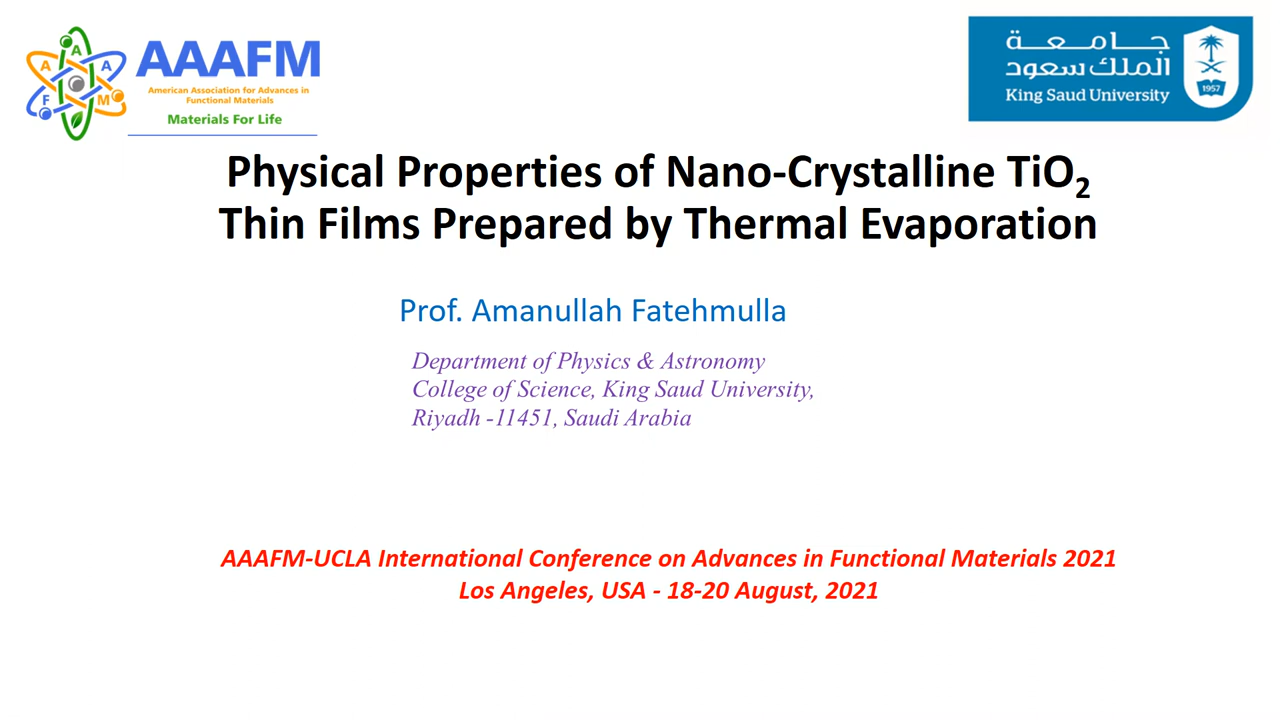 A
A
A
F
M
AAAFM
American Association for Advances in
Functional Materials
Materials For Life
جامعة
الملك سعود
King Saud University
1957
Physical Properties of Nano-Crystalline TiO₂
Thin Films Prepared by Thermal Evaporation
Prof. Amanullah Fatehmulla
Department of Physics & Astronomy
College of Science, King Saud University,
Riyadh -11451, Saudi Arabia
AAAFM-UCLA International Conference on Advances in Functional Materials 2021
Los Angeles, USA - 18-20 August, 2021